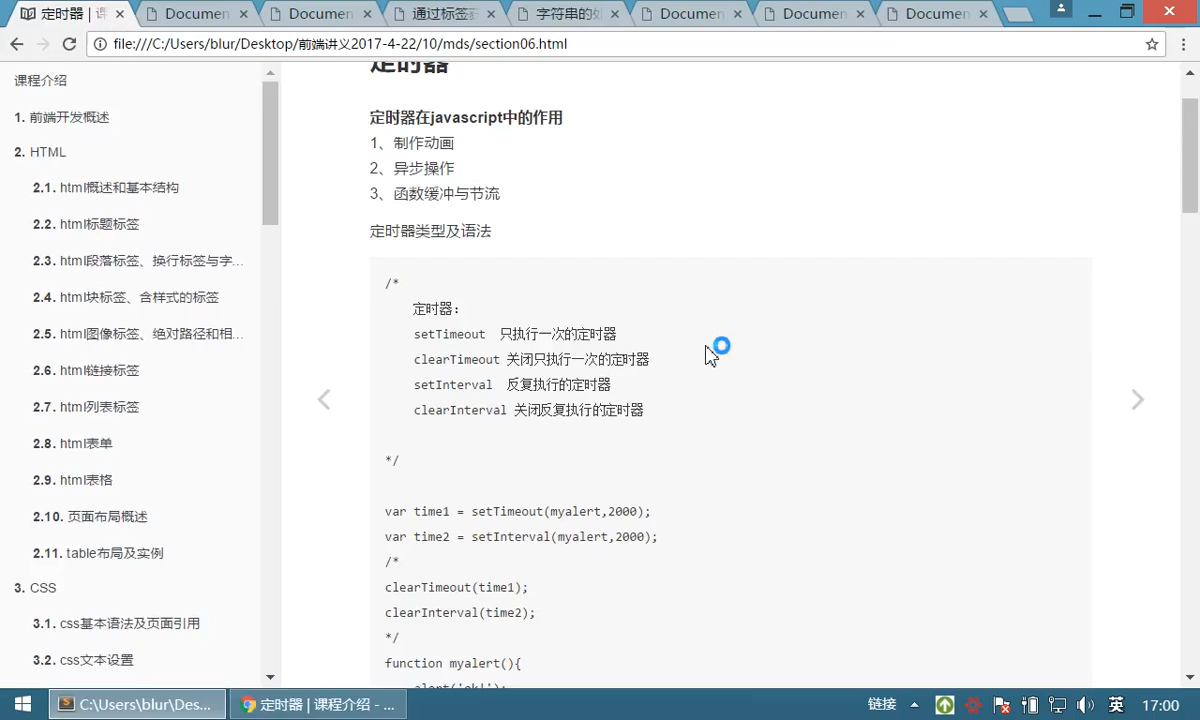 定时器 | 课
Documen
Documen
通过标签获
字符串的处
Documen
Documen
Documen
file:///C:/Users/blur/Desktop/前端讲义2017-4-22/10/mds/section06.html
课程介绍
1. 前端开发概述
2. HTML
2.1. html概述和基本结构
2.2. html标题标签
2.3. html段落标签、换行标签与字...
2.4. html块标签、含样式的标签
2.5. html图像标签、绝对路径和相...
2.6. html链接标签
2.7. html列表标签
2.8. html表单
2.9. html表格
2.10. 页面布局概述
2.11. table布局及实例
3. CSS
3.1. css基本语法及页面引用
3.2. css文本设置
定时器
定时器在javascript中的作用
1、制作动画
2、异步操作
3、函数缓冲与节流
定时器类型及语法
/*
定时器：
setTimeout 只执行一次的定时器
clearTimeout 关闭只执行一次的定时器
setInterval 反复执行的定时器
clearInterval 关闭反复执行的定时器
*/
var time1 = setTimeout(myalert,2000);
var time2 = setInterval(myalert,2000);
/*
clearTimeout(time1);
clearInterval(time2);
*/
function myalert(){
alert('ok!');
C:\Users\blur\Des...
定时器 | 课程介绍 - ...
链接
英
17:00